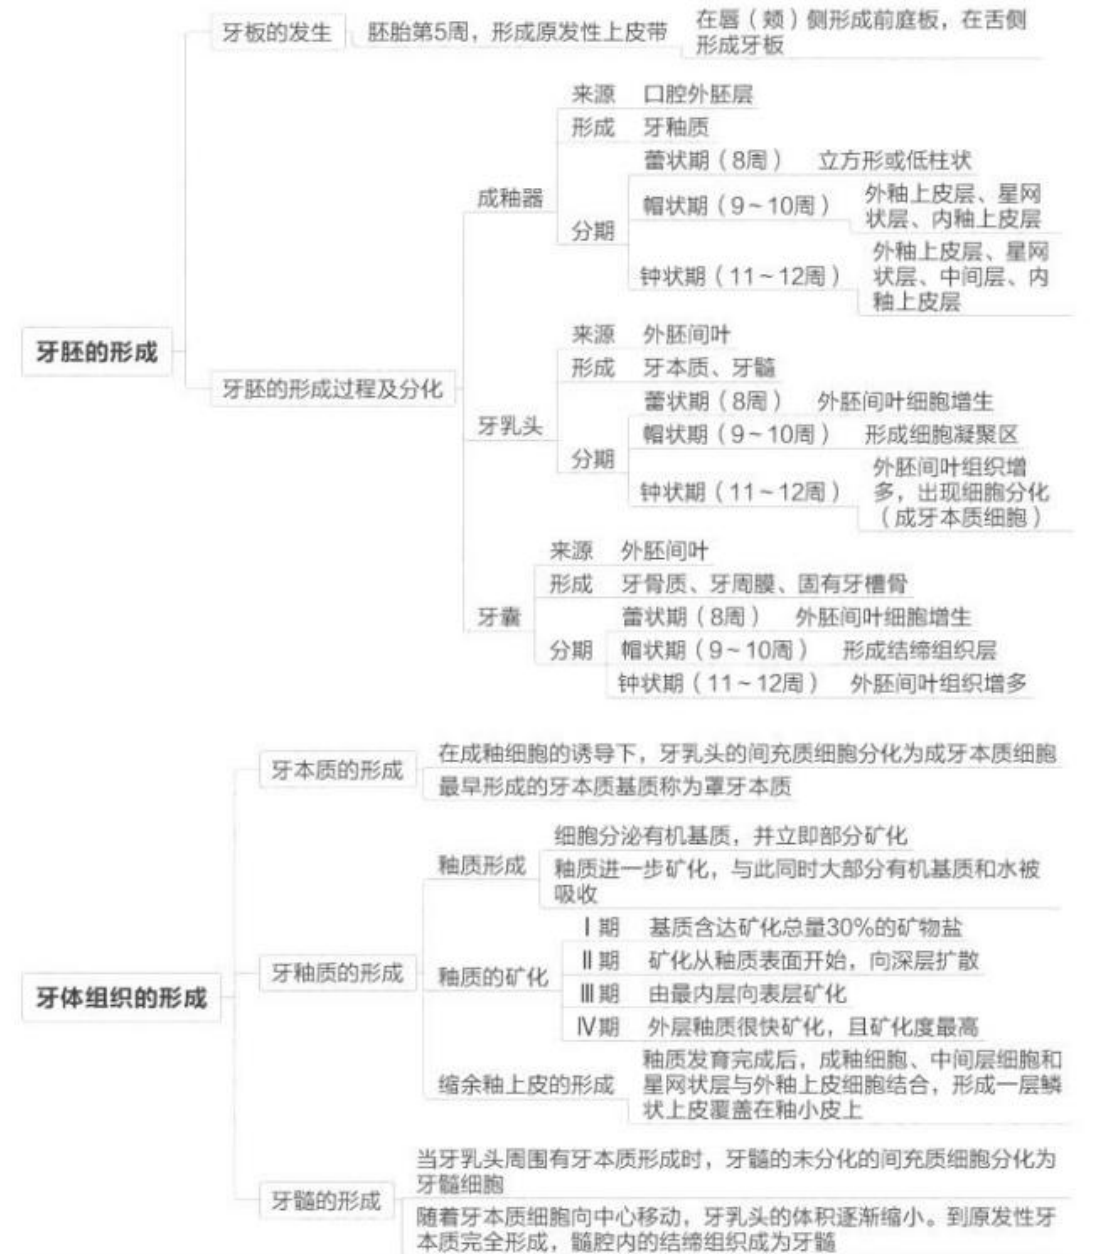 牙板的发生
胚胎第5周，形成原发性上皮带
在唇（颊）侧形成前庭板，在舌侧
形成牙板
来源
口腔外胚层
形成
牙釉质
蕾状期（8周）
立方形或低柱状
成釉器
帽状期（9~10周）
外釉上皮层、星网
状层、内釉上皮层
分期
钟状期（11~12周）
外釉上皮层、星网
状层、中间层、内
釉上皮层
牙胚的形成
牙胚的形成过程及分化
来源
外胚间叶
形成
牙本质、牙髓
蕾状期（8周）
外胚间叶细胞增生
牙乳头
帽状期（9~10周）
形成细胞凝聚区
分期
钟状期（11~12周）
外胚间叶组织增
多，出现细胞分化
（成牙本质细胞）
来源
外胚间叶
形成
牙骨质、牙周膜、固有牙槽骨
牙囊
蕾状期（8周）
外胚间叶细胞增生
分期
帽状期（9~10周）
形成结缔组织层
钟状期（11~12周）
外胚间叶组织增多
牙本质的形成
在成釉细胞的诱导下，牙乳头的间充质细胞分化为成牙本质细胞
最早形成的牙本质基质称为罩牙本质
釉质形成
细胞分泌有机基质，并立即部分矿化
釉质进一步矿化，与此同时大部分有机基质和水被
吸收
牙体组织的形成
牙釉质的形成
釉质的矿化
Ⅰ期
基质含达矿化总量30%的矿物盐
Ⅱ期
矿化从釉质表面开始，向深层扩散
Ⅲ期
由最内层向表层矿化
Ⅳ期
外层釉质很快矿化，且矿化度最高
缩余釉上皮的形成
釉质发育完成后，成釉细胞、中间层细胞和
星网状层与外釉上皮细胞结合，形成一层鳞
状上皮覆盖在釉小皮上
牙髓的形成
当牙乳头周围有牙本质形成时，牙髓的未分化的间充质细胞分化为
牙髓细胞
随着牙本质细胞向中心移动，牙乳头的体积逐渐缩小。到原发性牙
本质完全形成，髓腔内的结缔组织成为牙髓